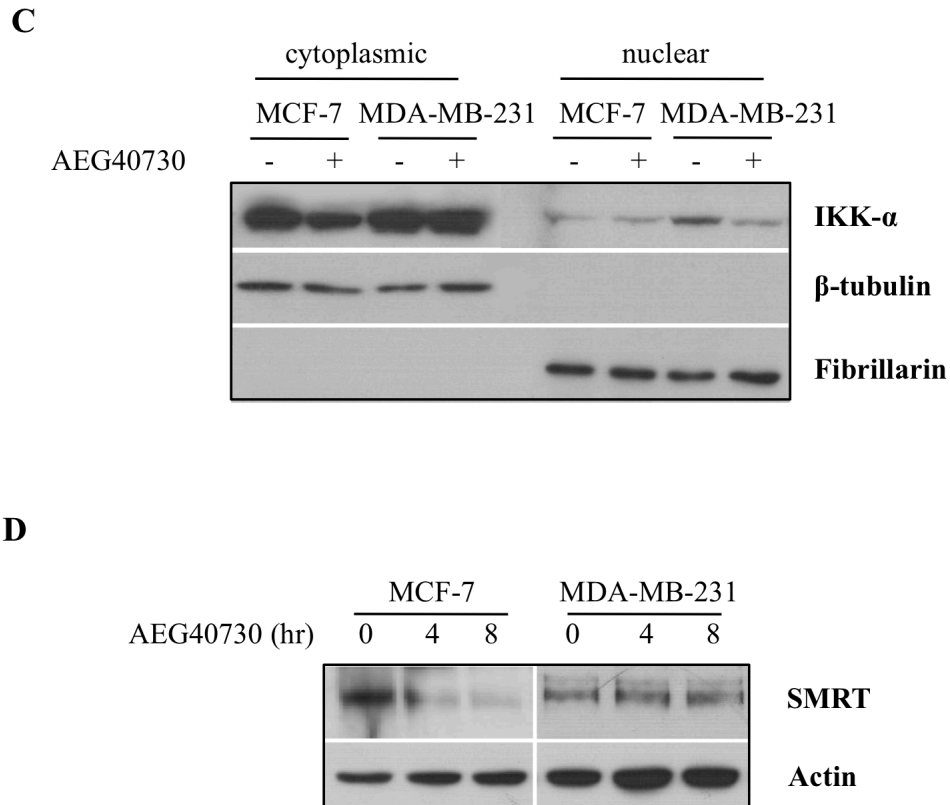 C
cytoplasmic nuclear
MCF-7 MDA-MB-231 MCF-7 MDA-MB-231
AEG40730 - + - + - + - +
IKK-α
β-tubulin
Fibrillarin
D
MCF-7 MDA-MB-231
AEG40730 (hr) 0 4 8 0 4 8
SMRT
Actin